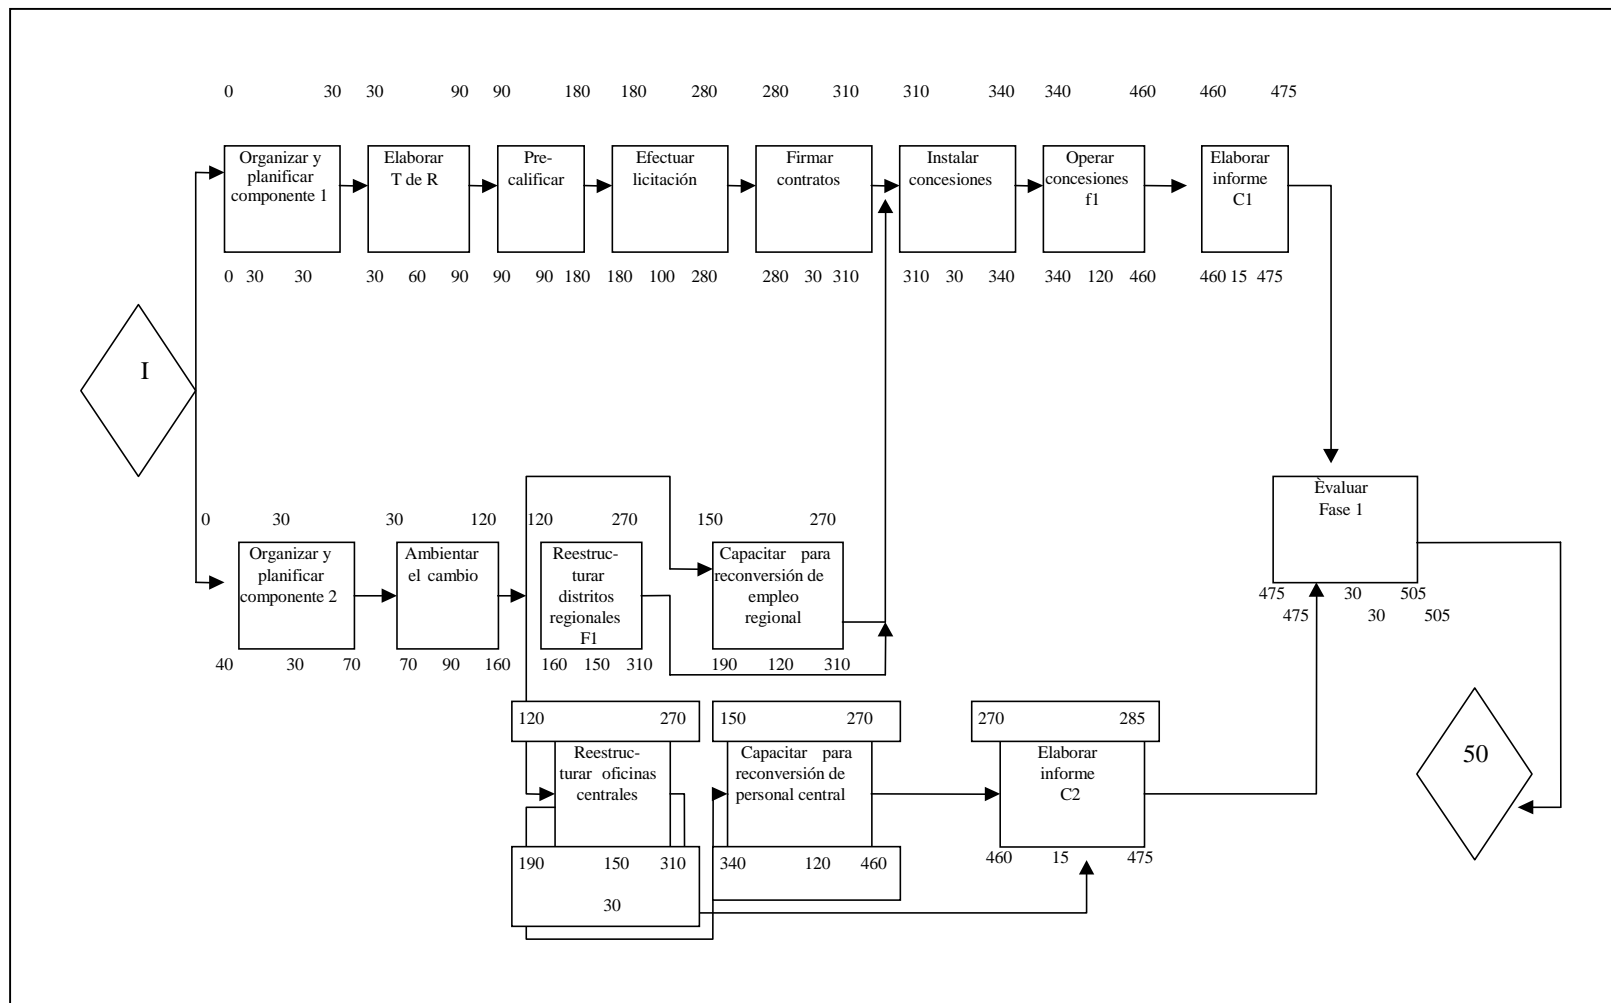 0 30 30 90 90 180 180 280 280 310 310 340 340 460 460 475
Organizar y
planificar
componente 1
Elaborar
T de R
Pre-
calificar
Efectuar
licitación
Firmar
contratos
Instalar
concesiones
Operar
concesiones
f1
Elaborar
informe
C1
0 30 30 30 60 90 90 90 180 180 100 280 280 30 310 310 30 340 340 120 460 460 15 475
I
0 30 30 120 120 270 150 270
Organizar y
planificar
componente 2
Ambientar
el cambio
Reestruc-
turar
distritos
regionales
F1
Capacitar para
reconversión de
empleo
regional
Èvaluar
Fase 1
475 30 505
475 30 505
40 30 70 70 90 160 160 150 310 190 120 310
120 270 150 270 270 285
Reestruc-
turar oficinas
centrales
Capacitar para
reconversión de
personal central
Elaborar
informe
C2
50
190 150 310 340 120 460 460 15 475
30